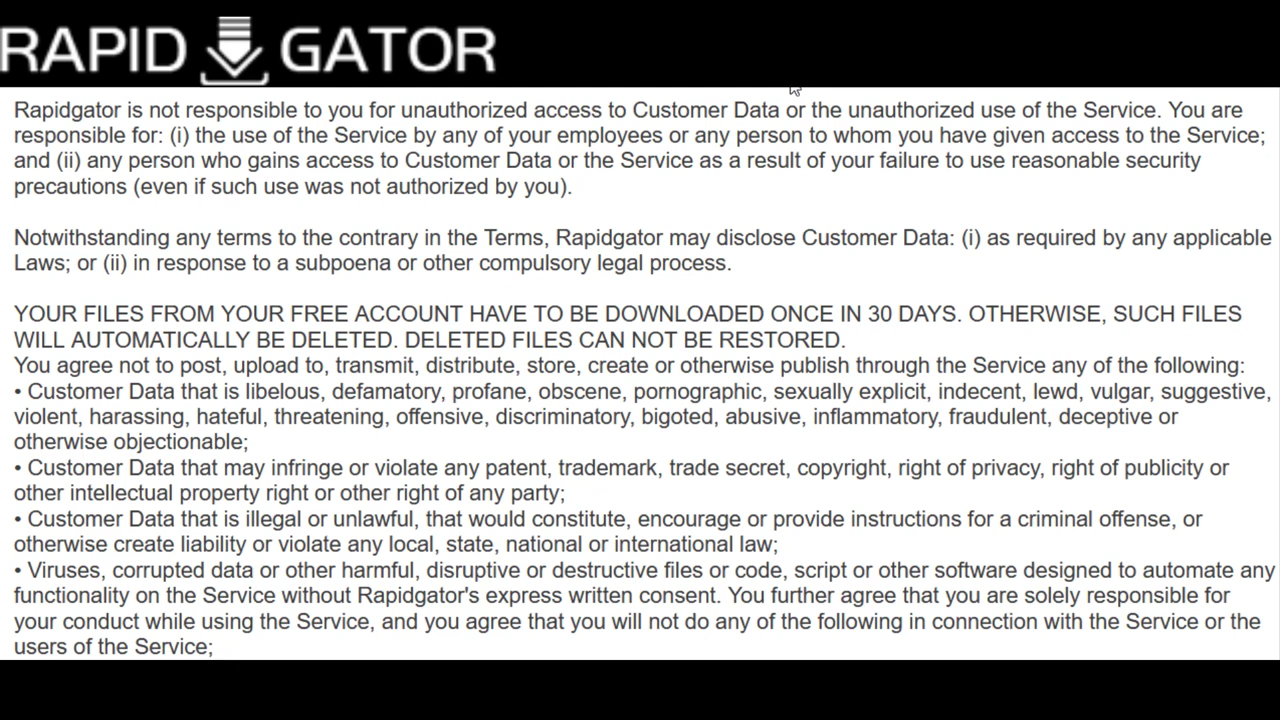 RAPID GATOR
Rapidgator is not responsible to you for unauthorized access to Customer Data or the unauthorized use of the Service. You are
responsible for: (i) the use of the Service by any of your employees or any person to whom you have given access to the Service;
and (ii) any person who gains access to Customer Data or the Service as a result of your failure to use reasonable security
precautions (even if such use was not authorized by you).
Notwithstanding any terms to the contrary in the Terms, Rapidgator may disclose Customer Data: (i) as required by any applicable
Laws; or (ii) in response to a subpoena or other compulsory legal process.
YOUR FILES FROM YOUR FREE ACCOUNT HAVE TO BE DOWNLOADED ONCE IN 30 DAYS. OTHERWISE, SUCH FILES
WILL AUTOMATICALLY BE DELETED. DELETED FILES CAN NOT BE RESTORED.
You agree not to post, upload to, transmit, distribute, store, create or otherwise publish through the Service any of the following:
• Customer Data that is libelous, defamatory, profane, obscene, pornographic, sexually explicit, indecent, lewd, vulgar, suggestive,
violent, harassing, hateful, threatening, offensive, discriminatory, bigoted, abusive, inflammatory, fraudulent, deceptive or
otherwise objectionable;
• Customer Data that may infringe or violate any patent, trademark, trade secret, copyright, right of privacy, right of publicity or
other intellectual property right or other right of any party;
• Customer Data that is illegal or unlawful, that would constitute, encourage or provide instructions for a criminal offense, or
otherwise create liability or violate any local, state, national or international law;
• Viruses, corrupted data or other harmful, disruptive or destructive files or code, script or other software designed to automate any
functionality on the Service without Rapidgator's express written consent. You further agree that you are solely responsible for
your conduct while using the Service, and you agree that you will not do any of the following in connection with the Service or the
users of the Service;